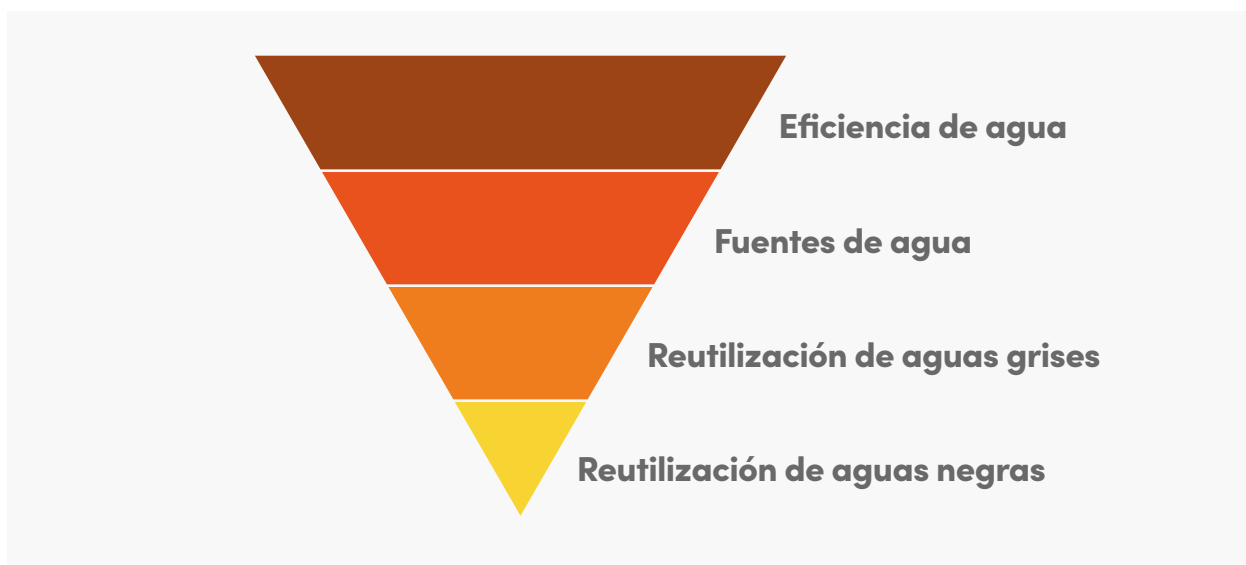 Eficiencia de agua
Fuentes de agua
Reutilización de aguas grises
Reutilización de aguas negras